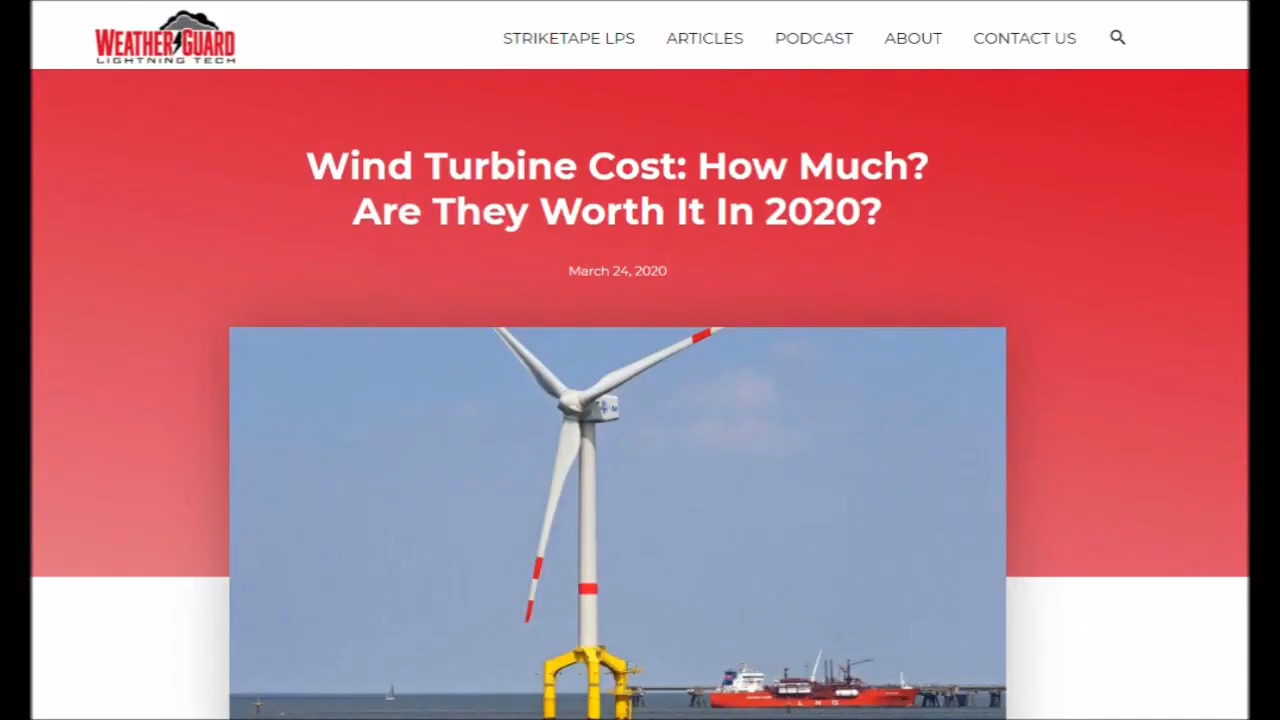 WEATHER GUARD
LIGHTNING TECH
STRIKETAPE LPS ARTICLES PODCAST ABOUT CONTACT US
Wind Turbine Cost: How Much?
Are They Worth It In 2020?
March 24, 2020
LNG